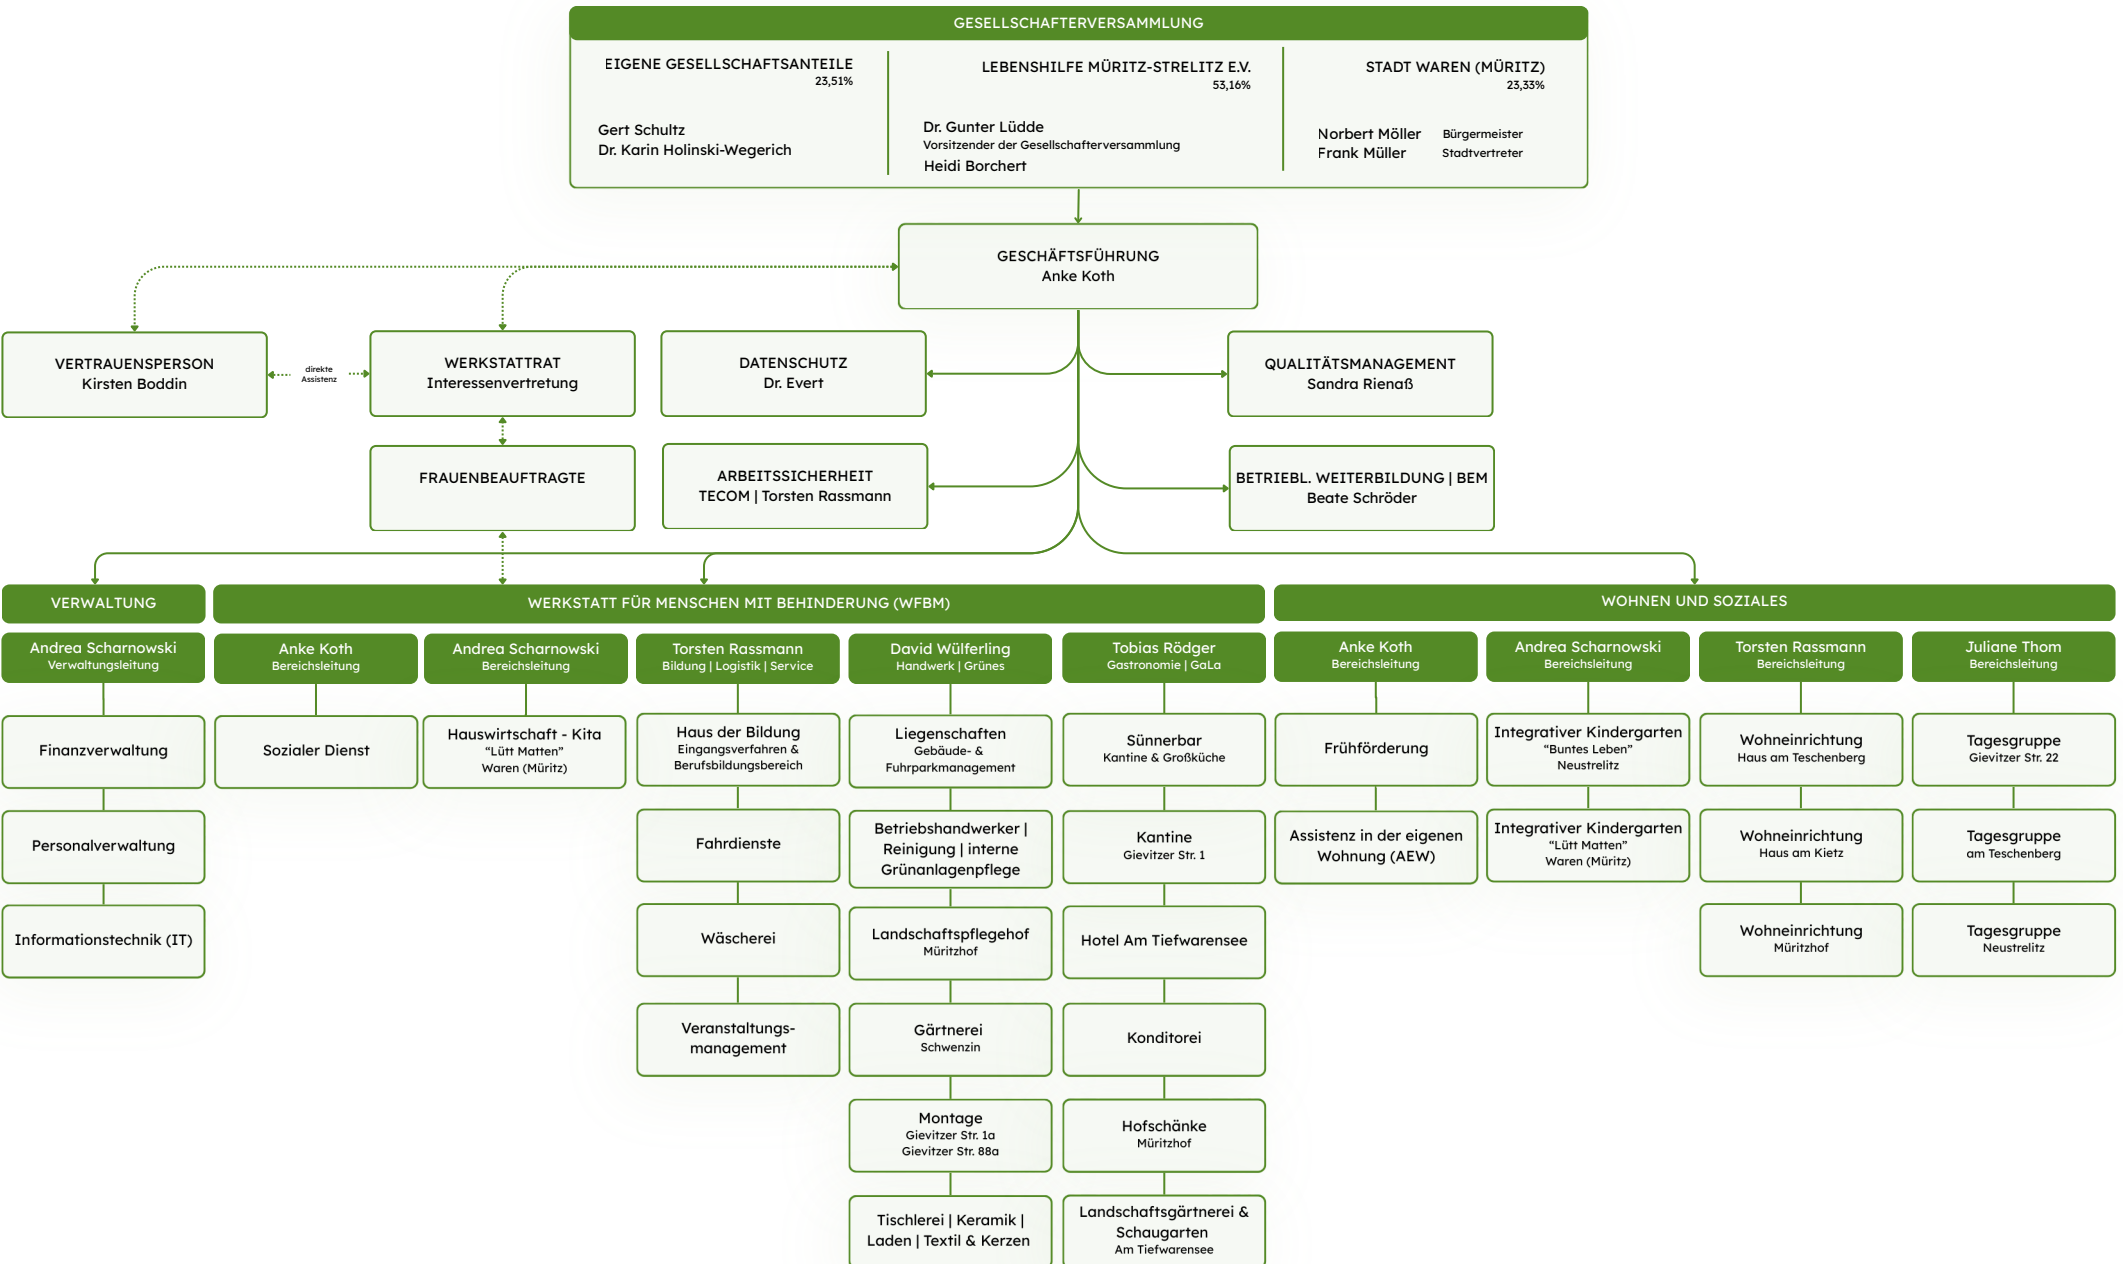 GESELLSCHAFTERVERSAMMLUNG
EIGENE GESELLSCHAFTSANTEILE
23,51%
Gert Schultz
Dr. Karin Holinski-Wegerich
LEBENSHILFE MÜRITZ-STRELITZ E.V.
53,16%
Dr. Gunter Lüdde
Vorsitzender der Gesellschafterversammlung
Heidi Borchert
STADT WAREN (MÜRITZ)
23,33%
Norbert Möller Bürgermeister
Frank Müller Stadtvertreter
GESCHÄFTSFÜHRUNG
Anke Koth
VERTRAUENSPERSON
Kirsten Boddin
direkte
Assistenz
WERKSTATTRAT
Interessenvertretung
DATENSCHUTZ
Dr. Evert
QUALITÄTSMANAGEMENT
Sandra Rienaß
FRAUENBEAUFTRAGTE
ARBEITSSICHERHEIT
TECOM | Torsten Rassmann
BETRIEBL. WEITERBILDUNG | BEM
Beate Schröder
VERWALTUNG
Andrea Scharnowski
Verwaltungsleitung
Finanzverwaltung
Personalverwaltung
Informationstechnik (IT)
WERKSTATT FÜR MENSCHEN MIT BEHINDERUNG (WFBM)
Anke Koth
Bereichsleitung
Sozialer Dienst
Andrea Scharnowski
Bereichsleitung
Hauswirtschaft - Kita
“Lütt Matten”
Waren (Müritz)
Torsten Rassmann
Bildung | Logistik | Service
Haus der Bildung
Eingangsverfahren &
Berufsbildungsbereich
Fahrdienste
Wäscherei
Veranstaltungs-
management
David Wülferling
Handwerk | Grünes
Liegenschaften
Gebäude- &
Fuhrparkmanagement
Betriebshandwerker |
Reinigung | interne
Grünanlagenpflege
Landschaftspflegehof
Müritzhof
Gärtnerei
Schwenzin
Montage
Gievitzer Str. 1a
Gievitzer Str. 88a
Tischlerei | Keramik |
Laden | Textil & Kerzen
Tobias Rödger
Gastronomie | GaLa
Sünnerbar
Kantine & Großküche
Kantine
Gievitzer Str. 1
Hotel Am Tiefwarensee
Konditorei
Hofschänke
Müritzhof
Landschaftsgärtnerei &
Schaugarten
Am Tiefwarensee
WOHNEN UND SOZIALES
Anke Koth
Bereichsleitung
Frühförderung
Assistenz in der eigenen
Wohnung (AEW)
Andrea Scharnowski
Bereichsleitung
Integrativer Kindergarten
“Buntes Leben”
Neustrelitz
Integrativer Kindergarten
“Lütt Matten”
Waren (Müritz)
Torsten Rassmann
Bereichsleitung
Wohneinrichtung
Haus am Teschenberg
Wohneinrichtung
Haus am Kietz
Wohneinrichtung
Müritzhof
Juliane Thom
Bereichsleitung
Tagesgruppe
Gievitzer Str. 22
Tagesgruppe
am Teschenberg
Tagesgruppe
Neustrelitz